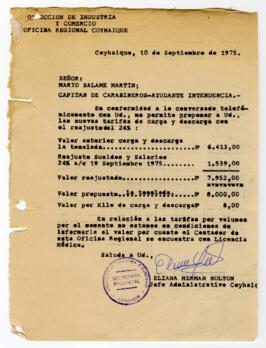 DIRECCION DE INDUSTRIA
Y COMERCIO
OFICINA REGIONAL COYHAIQUE
Coyhaique, 10 de Septiembre de 1975.
SEÑOR:
MARIO SALAME MARTIN;
CAPITAN DE CARABINEROS-AYUDANTE INTENDENCIA.-
En conformidad a lo conversado telefó-
nicamente con Ud., me permito preparar a Ud.,
las nuevas tarifas de carga y descarga con
el reajuste del 24% :
Valor anterior carga y descarga
la tonelada E° 6.413,00
Reajuste Sueldos y Salarios
24% a/c 1º Septiembre 1975. E° 1.539,00
Valor reajustado. E° 7.952,00
la tonelada
Valor propuesto. E° 8.000,00
Valor por Kilo de carga y descarga E° 8,00
En relación a las tarifas por volumen
por el momento no estamos en condiciones de
informarle el valor por cuanto el Contador de
esta Oficina Regional se encuentra con Licencia
Médica.
Saluda a Ud.,
SECRETARIA
PROVINCIAL
ELIANA HERMAN BOLTON
Jefe Administrativo Coyhaique